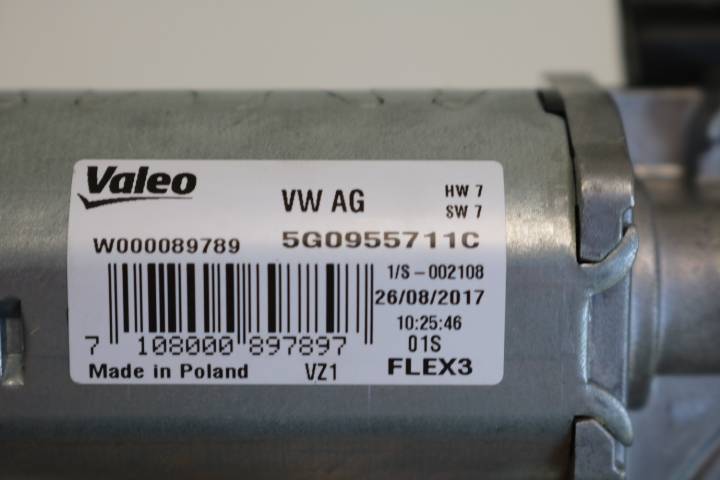 Valeo
VW AG
HW 7
SW 7
W000089789
5G0955711C
1/S-002108
26/08/2017
10:25:46
7 108000 897897
01S
Made in Poland
VZ1
FLEX3